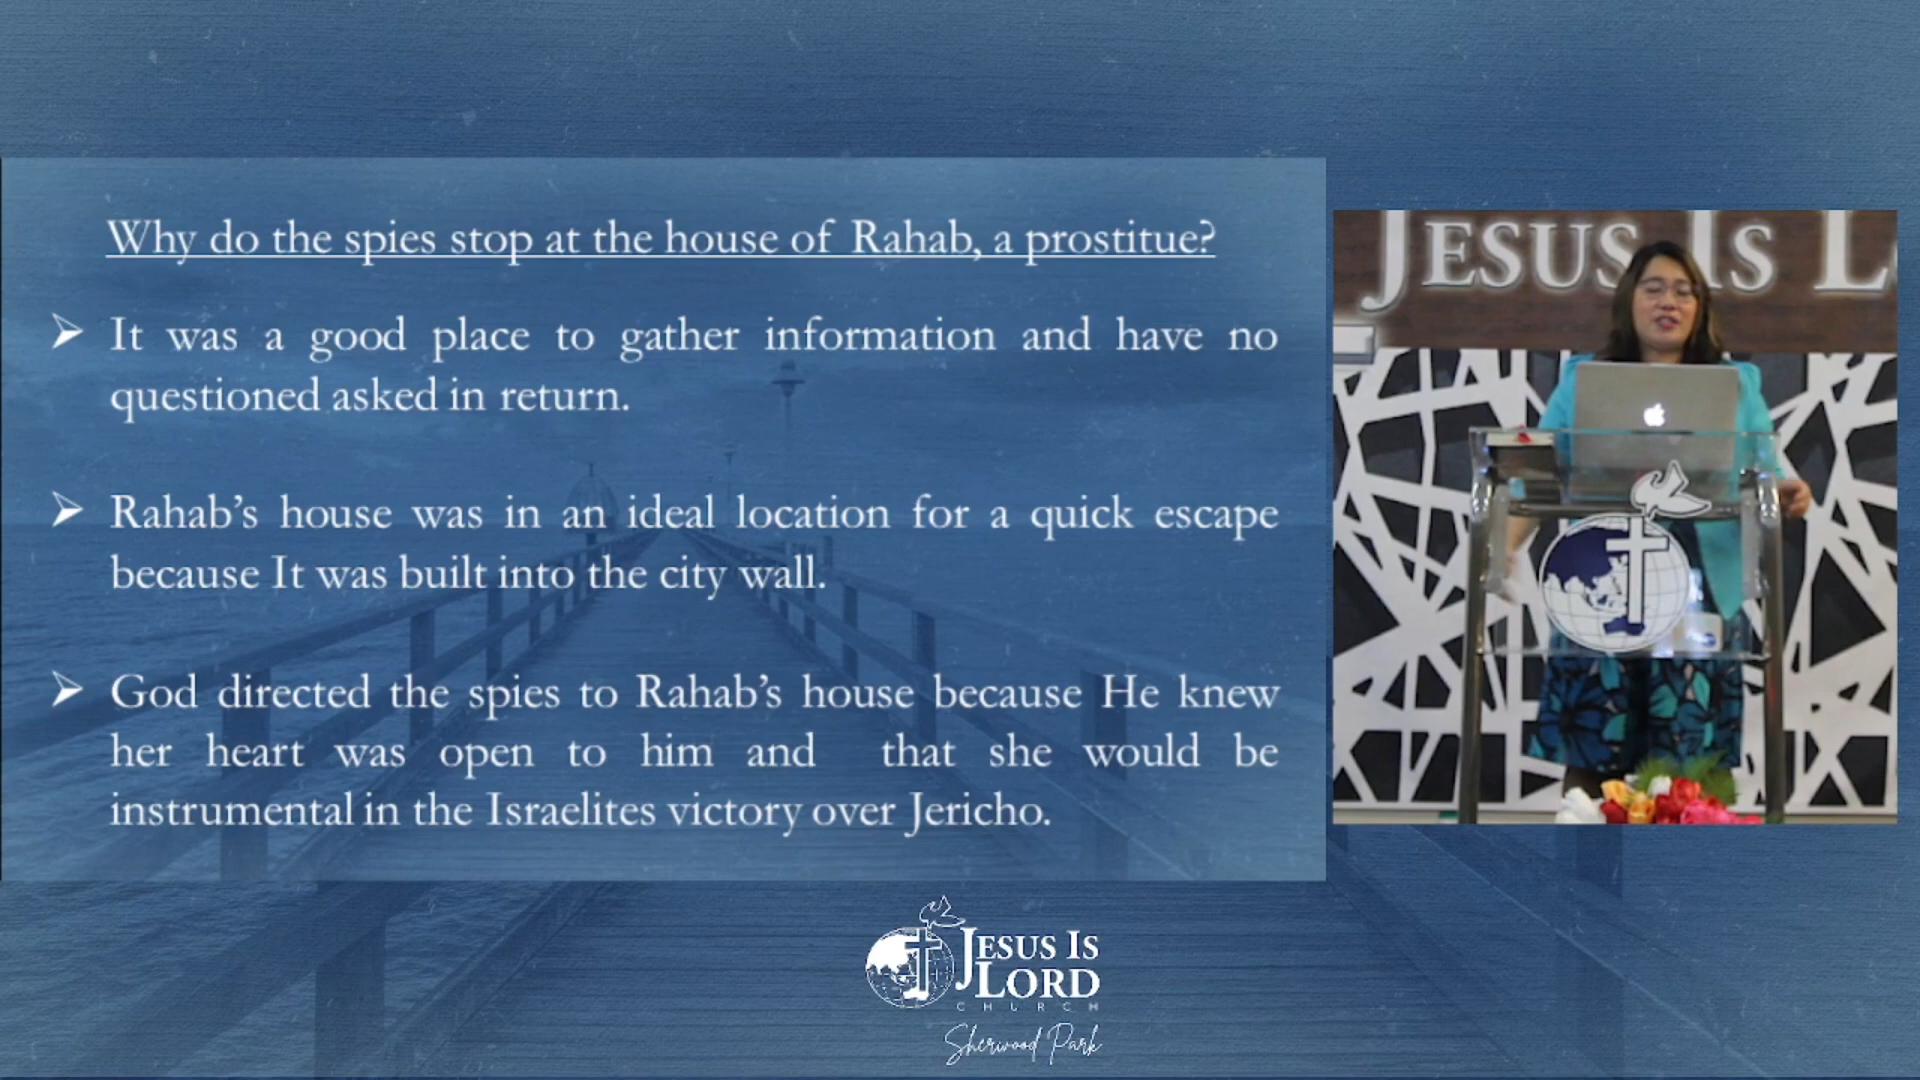 Why do the spies stop at the house of Rahab, a prostitue?
➢ It was a good place to gather information and have no
questioned asked in return.
➢ Rahab's house was in an ideal location for a quick escape
because It was built into the city wall.
➢ God directed the spies to Rahab's house because He knew
her heart was open to him and that she would be
instrumental in the Israelites victory over Jericho.
JESUS IS L
JESUS IS
LORD
CHURCH
Sherwood Park